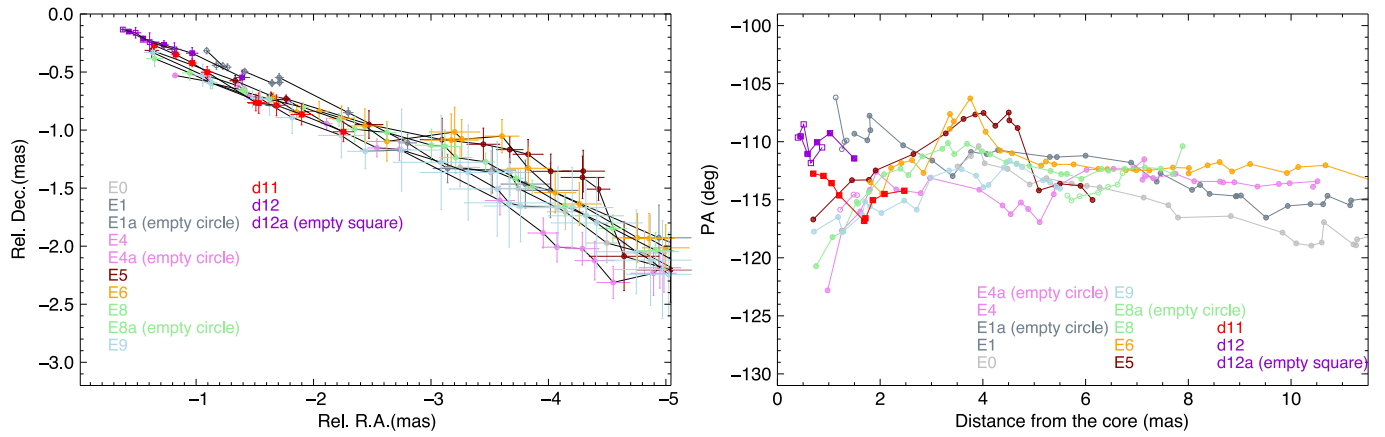 0.0
−0.5
−1.0
−1.5
−2.0
−2.5
−3.0
Rel. Dec.(mas)
E0
E1
E1a (empty circle)
E4
E4a (empty circle)
E5
E6
E8
E8a (empty circle)
E9
d11
d12
d12a (empty square)
−1
−2
−3
−4
−5
Rel. R.A.(mas)
−100
−105
−110
−115
−120
−125
−130
PA (deg)
E4a (empty circle)
E4
E1a (empty circle)
E1
E0
E9
E8a (empty circle)
E8
E6
E5
d11
d12
d12a (empty square)
0
2
4
6
8
10
Distance from the core (mas)